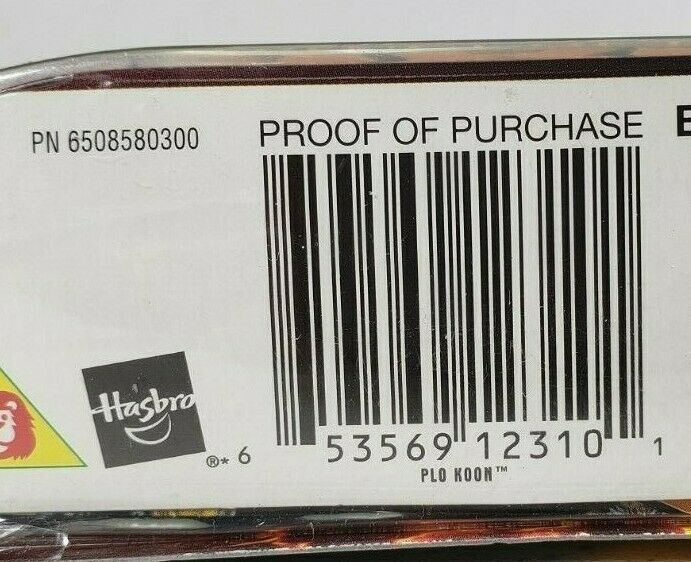 PN 6508580300
PROOF OF PURCHASE
Hasbro
®* 6 53569 12310 1
PLO KOON™